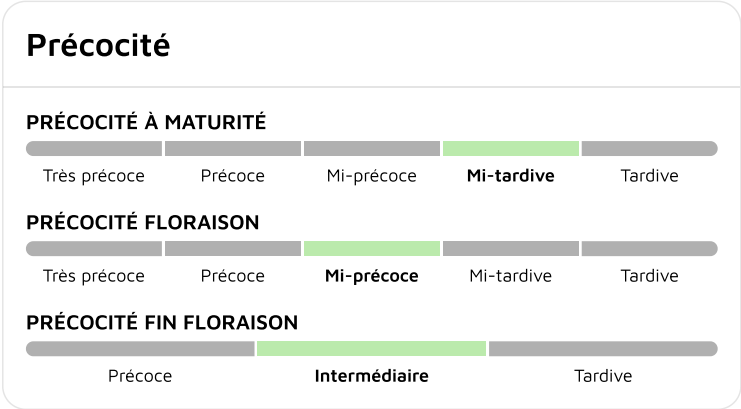 Précocité
PRÉCOCITÉ À MATURITÉ
Très précoce Précoce Mi-précoce Mi-tardive Tardive
PRÉCOCITÉ FLORAISON
Très précoce Précoce Mi-précoce Mi-tardive Tardive
PRÉCOCITÉ FIN FLORAISON
Précoce Intermédiaire Tardive